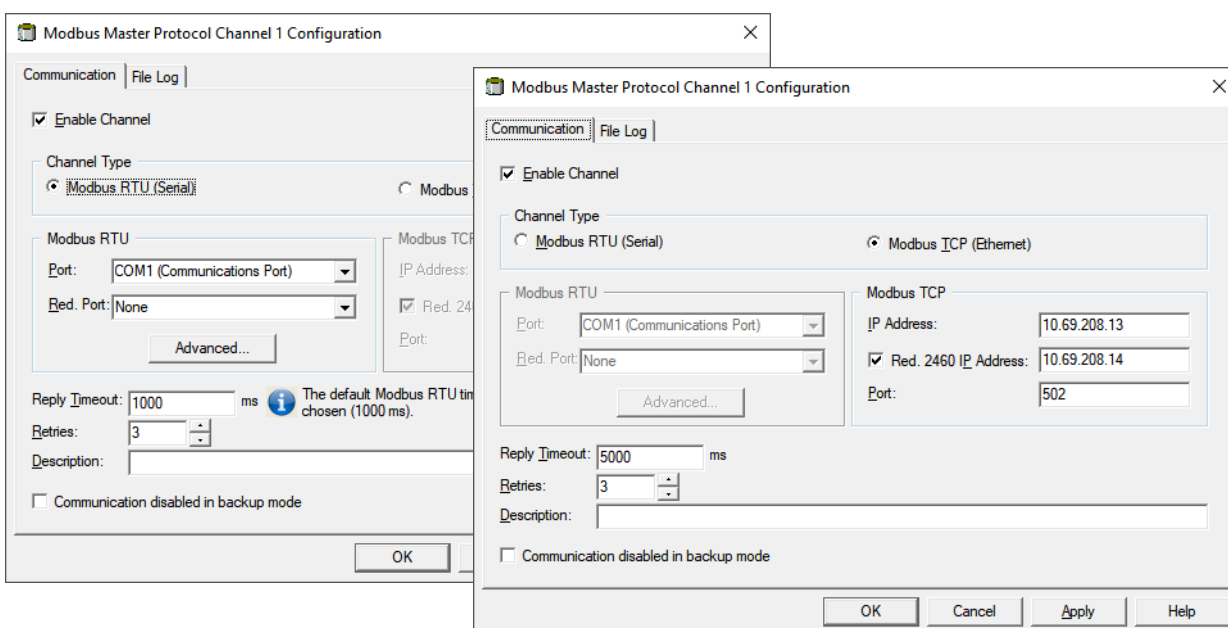 Modbus Master Protocol Channel 1 Configuration
Communication File Log
Enable Channel
Channel Type
Modbus RTU (Serial)
Modbus
Modbus RTU
Modbus TCP
Port: COM1 (Communications Port)
IP Address:
Red. Port: None
Red. 24
Advanced...
Port:
Reply Timeout: 1000 ms
The default Modbus RTU
chosen (1000 ms).
Retries: 3
Description:
Communication disabled in backup mode
OK
Modbus Master Protocol Channel 1 Configuration
Communication File Log
Enable Channel
Channel Type
Modbus RTU (Serial) Modbus TCP (Ethernet)
Modbus RTU
Port: COM1 (Communications Port)
Red. Port: None
Advanced...
Modbus TCP
IP Address: 10.69.208.13
Red. 2460 IP Address: 10.69.208.14
Port: 502
Reply Timeout: 5000 ms
Retries: 3
Description:
Communication disabled in backup mode
OK Cancel Apply Help